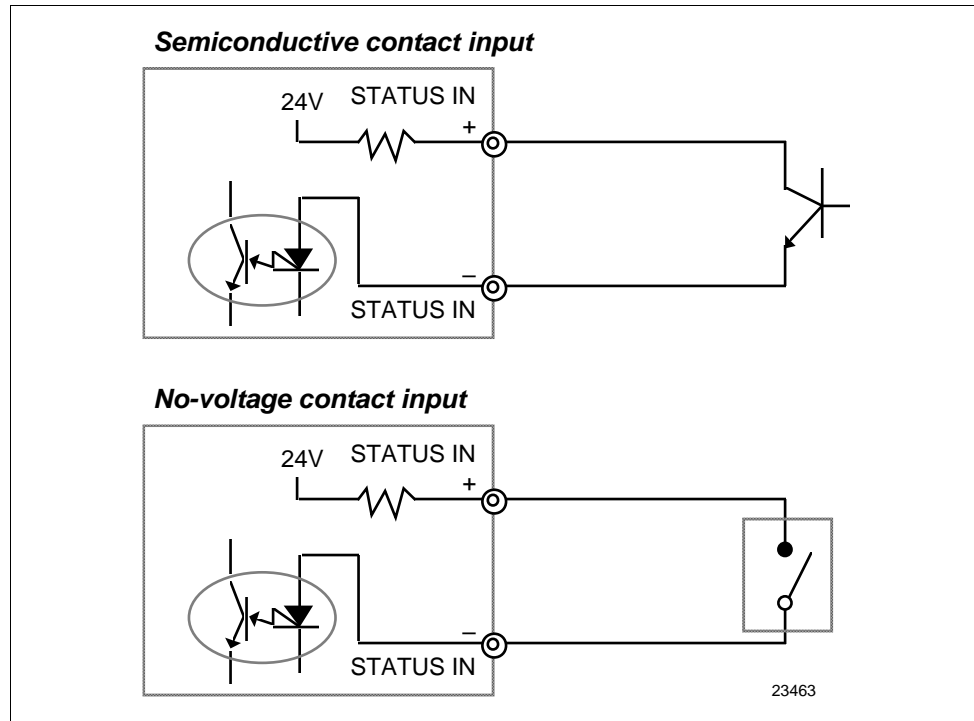 Semiconductive contact input
24V STATUS IN
+
–
STATUS IN
No-voltage contact input
24V STATUS IN
+
–
STATUS IN
23463